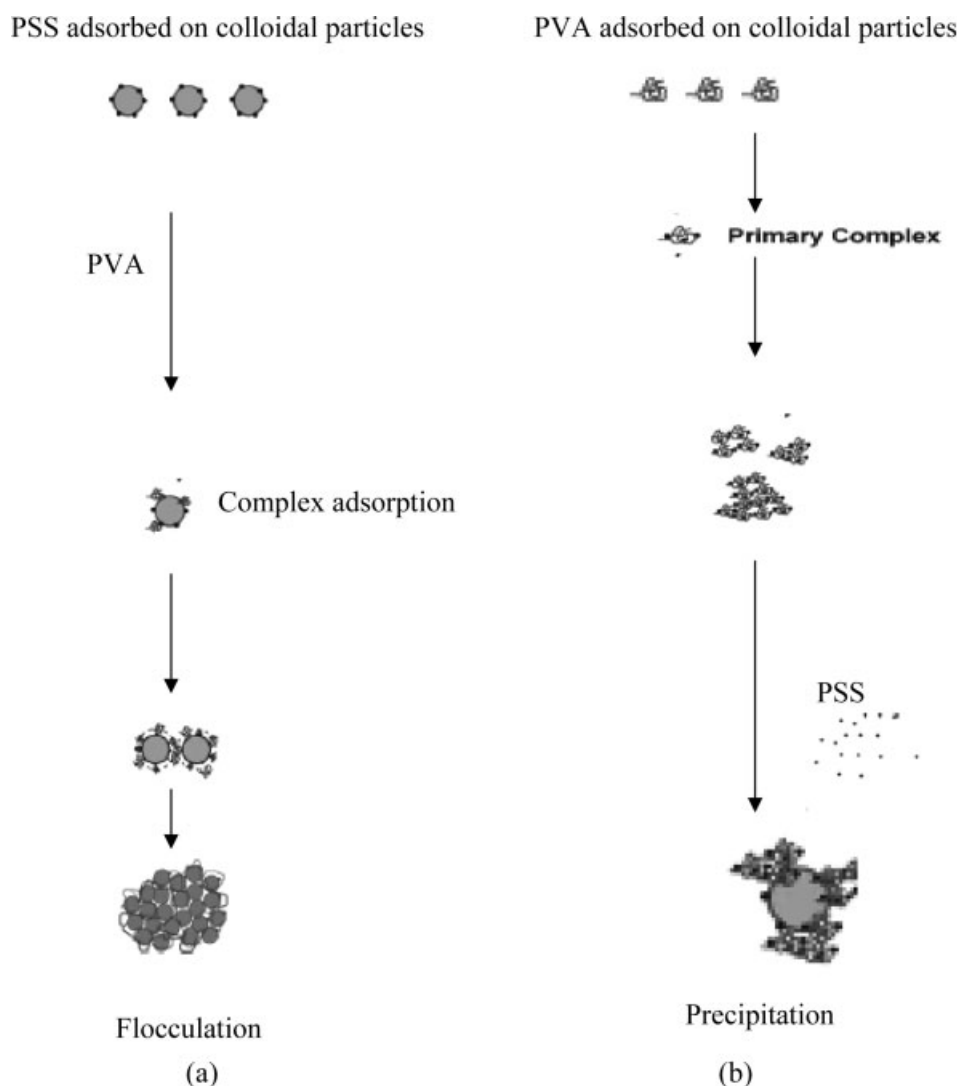 PSS adsorbed on colloidal particles
PVA
Complex adsorption
Flocculation
(a)
PVA adsorbed on colloidal particles
Primary Complex
PSS
Precipitation
(b)